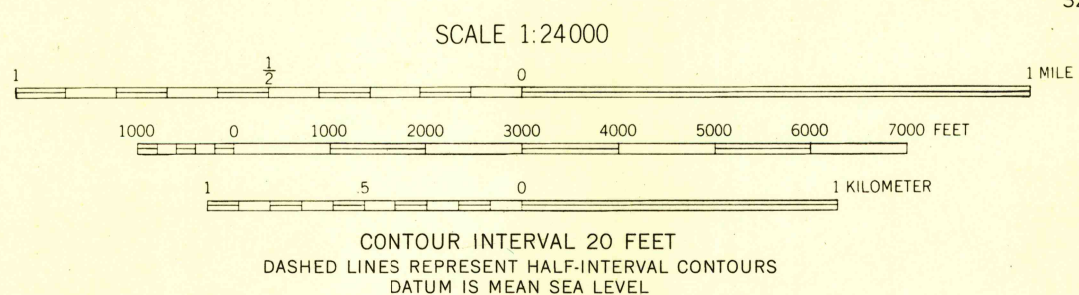 SCALE 1:24000
1 1/2 0 1 MILE
1000 0 1000 2000 3000 4000 5000 6000 7000 FEET
1 .5 0 1 KILOMETER
CONTOUR INTERVAL 20 FEET
DASHED LINES REPRESENT HALF-INTERVAL CONTOURS
DATUM IS MEAN SEA LEVEL